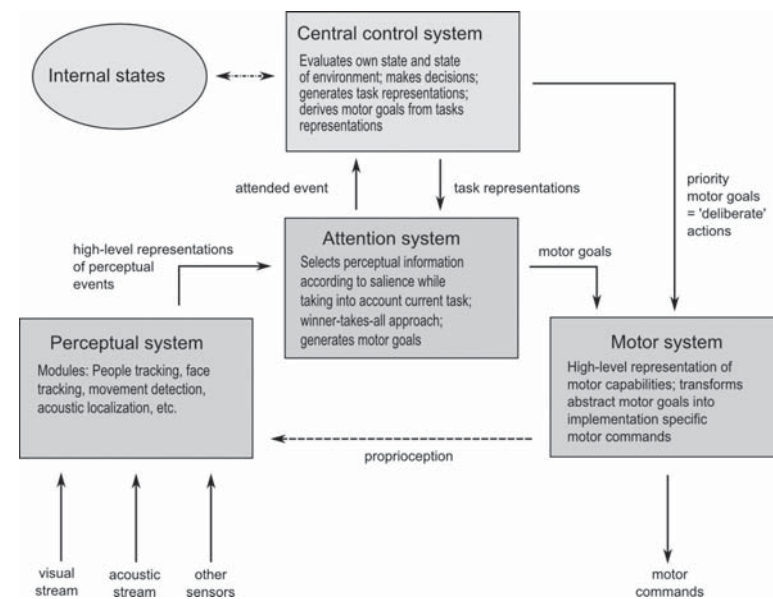 Internal states
Central control system
Evaluates own state and state
of environment; makes decisions;
generates task representations;
derives motor goals from tasks
representations
attended event
task representations
priority
motor goals
= 'deliberate'
actions
high-level representations
of perceptual
events
Attention system
Selects perceptual information
according to salience while
taking into account current task;
winner-takes-all approach;
generates motor goals
motor goals
Perceptual system
Modules: People tracking, face
tracking, movement detection,
acoustic localization, etc.
Motor system
High-level representation of
motor capabilities; transforms
abstract motor goals into
implementation specific
motor commands
proprioception
visual
stream
acoustic
stream
other
sensors
motor
commands